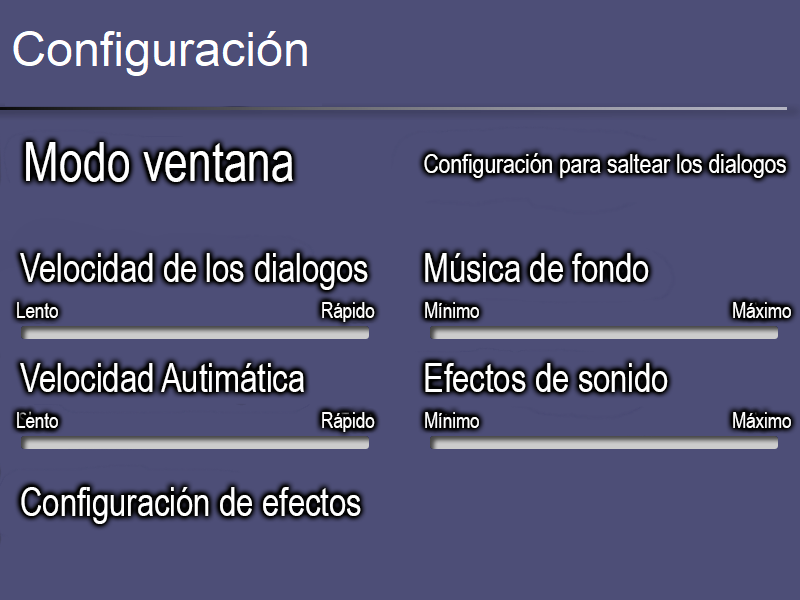 Configuración
Modo ventana
Configuración para saltear los dialogos
Velocidad de los dialogos
Lento Rápido
Música de fondo
Mínimo Máximo
Velocidad Autimática
Lento Rápido
Efectos de sonido
Mínimo Máximo
Configuración de efectos